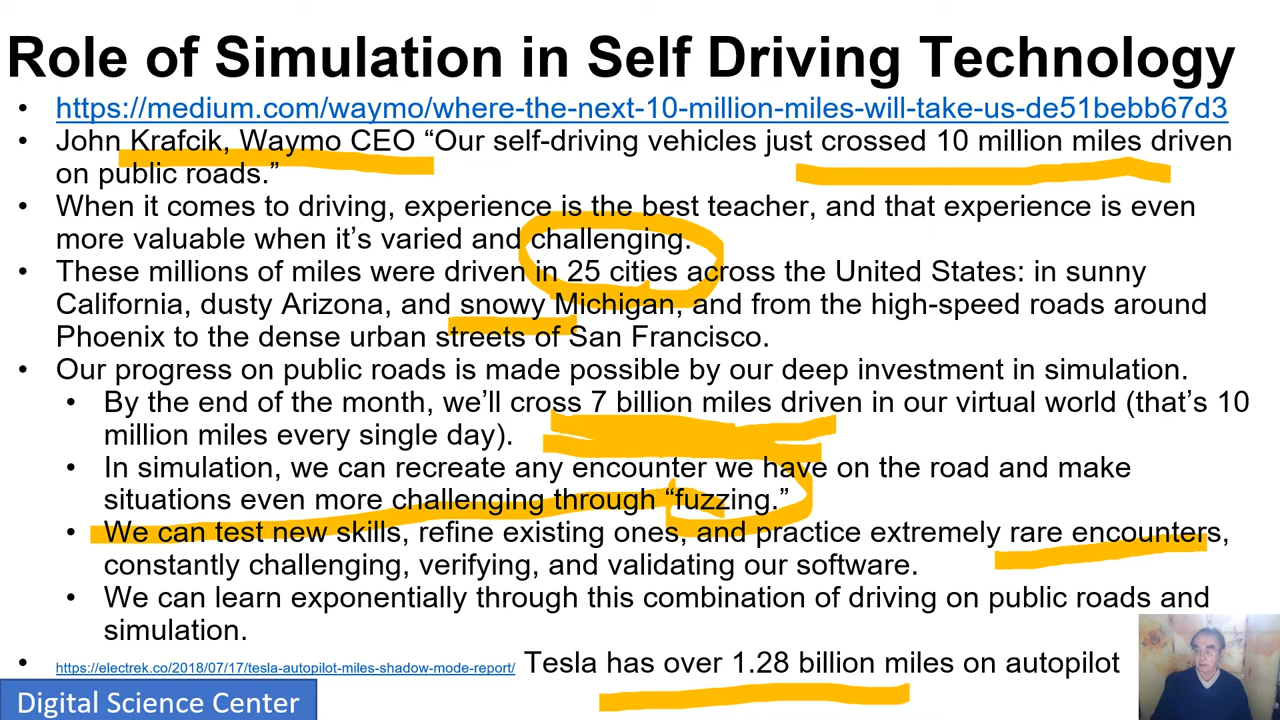 Role of Simulation in Self Driving Technology
• https://medium.com/waymo/where-the-next-10-million-miles-will-take-us-de51bebb67d3
• John Krafcik, Waymo CEO “Our self-driving vehicles just crossed 10 million miles driven
on public roads.”
• When it comes to driving, experience is the best teacher, and that experience is even
more valuable when it’s varied and challenging.
• These millions of miles were driven in 25 cities across the United States: in sunny
California, dusty Arizona, and snowy Michigan, and from the high-speed roads around
Phoenix to the dense urban streets of San Francisco.
• Our progress on public roads is made possible by our deep investment in simulation.
• By the end of the month, we’ll cross 7 billion miles driven in our virtual world (that’s 10
million miles every single day).
• In simulation, we can recreate any encounter we have on the road and make
situations even more challenging through “fuzzing.”
• We can test new skills, refine existing ones, and practice extremely rare encounters,
constantly challenging, verifying, and validating our software.
• We can learn exponentially through this combination of driving on public roads and
simulation.
• https://electrek.co/2018/07/17/tesla-autopilot-miles-shadow-mode-report/ Tesla has over 1.28 billion miles on autopilot
Digital Science Center